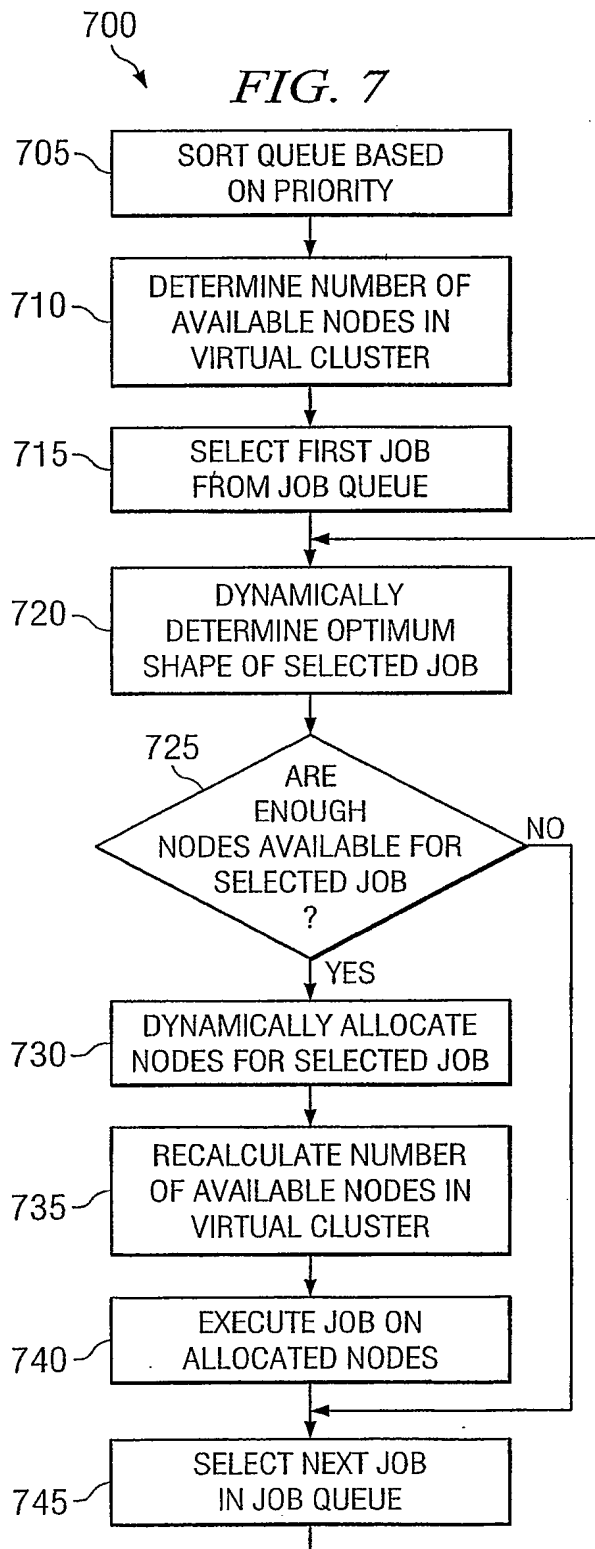 700
FIG. 7
705
SORT QUEUE BASED
ON PRIORITY
710
DETERMINE NUMBER OF
AVAILABLE NODES IN
VIRTUAL CLUSTER
715
SELECT FIRST JOB
FROM JOB QUEUE
720
DYNAMICALLY
DETERMINE OPTIMUM
SHAPE OF SELECTED JOB
725
ARE
ENOUGH
NODES AVAILABLE FOR
SELECTED JOB
?
NO
YES
730
DYNAMICALLY ALLOCATE
NODES FOR SELECTED JOB
735
RECALCULATE NUMBER
OF AVAILABLE NODES IN
VIRTUAL CLUSTER
740
EXECUTE JOB ON
ALLOCATED NODES
745
SELECT NEXT JOB
IN JOB QUEUE